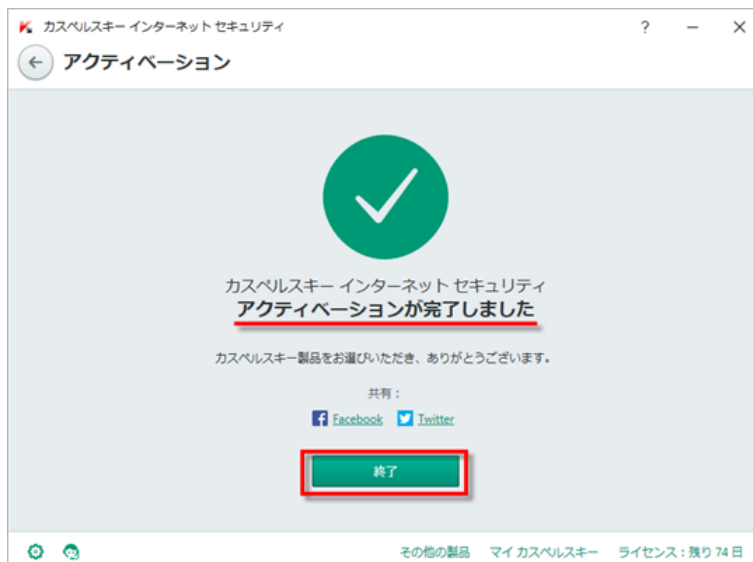 カスペルスキー インターネット セキュリティ
?
アクティベーション
カスペルスキー インターネット セキュリティ
アクティベーションが完了しました
カスペルスキー製品をお選びいただき、ありがとうございます。
共有：
Facebook Twitter
終了
その他の製品 マイ カスペルスキー ライセンス：残り 74 日